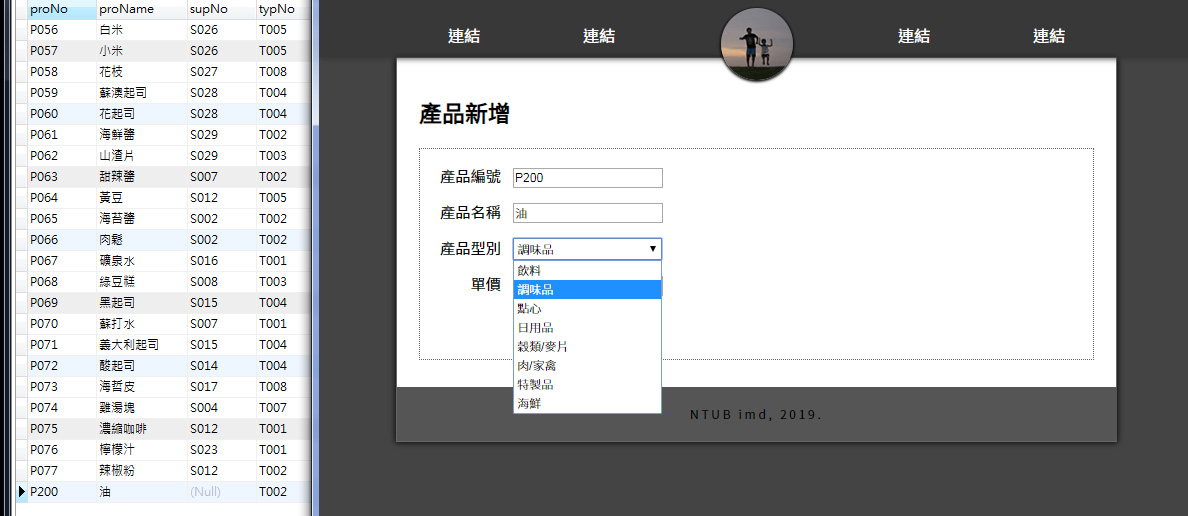 proNo proName supNo typNo
P056 白米 S026 T005
P057 小米 S026 T005
P058 花枝 S027 T008
P059 蘇澳起司 S028 T004
P060 花起司 S028 T004
P061 海鮮醬 S029 T002
P062 山渣片 S029 T003
P063 甜辣醬 S007 T002
P064 黃豆 S012 T005
P065 海苔醬 S002 T002
P066 肉鬆 S002 T002
P067 礦泉水 S016 T001
P068 綠豆糕 S008 T003
P069 黑起司 S015 T004
P070 蘇打水 S007 T001
P071 義大利起司 S015 T004
P072 酸起司 S014 T004
P073 海哲皮 S017 T008
P074 雞湯塊 S004 T007
P075 濃縮咖啡 S012 T001
P076 檸檬汁 S023 T001
P077 辣椒粉 S012 T002
P200 油 (Null) T002
連結 連結 連結 連結
產品新增
產品編號 P200
產品名稱 油
產品型別 調味品
單價
飲料
調味品
點心
日用品
穀類/麥片
肉/家禽
特製品
海鮮
NTUB imd, 2019.